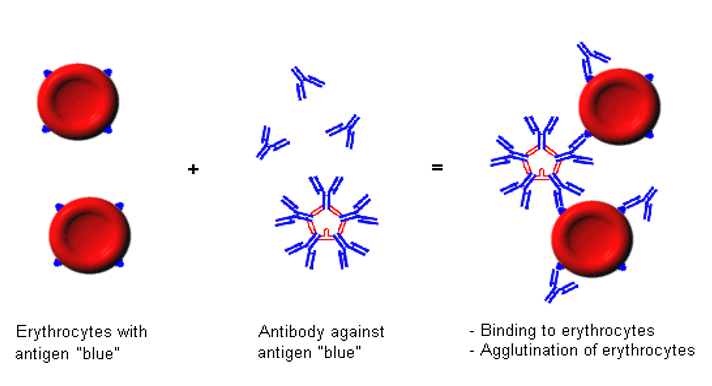 +
=
Erythrocytes with
antigen "blue"
Antibody against
antigen "blue"
- Binding to erythrocytes
- Agglutination of erythrocytes